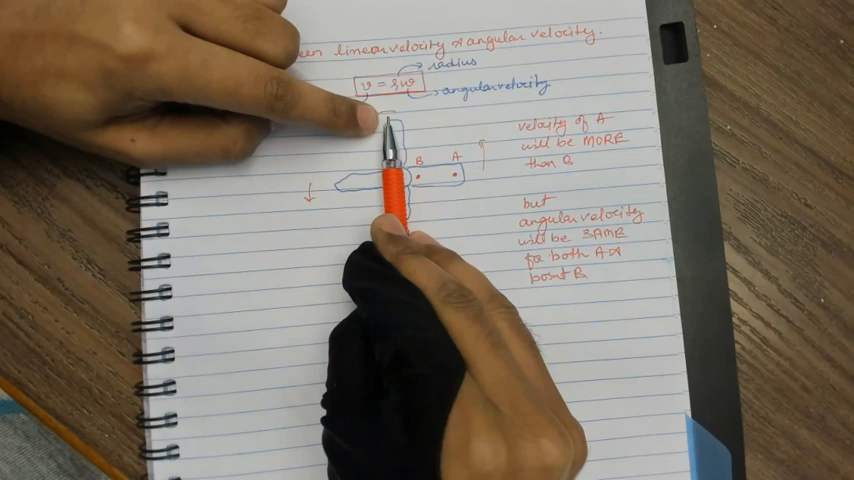 linear velocity & angular velocity.
radius
v = rω
angular velocity
B A
velocity of A
will be MORE
than B
but
angular velocity
will be SAME
for both A &
point B